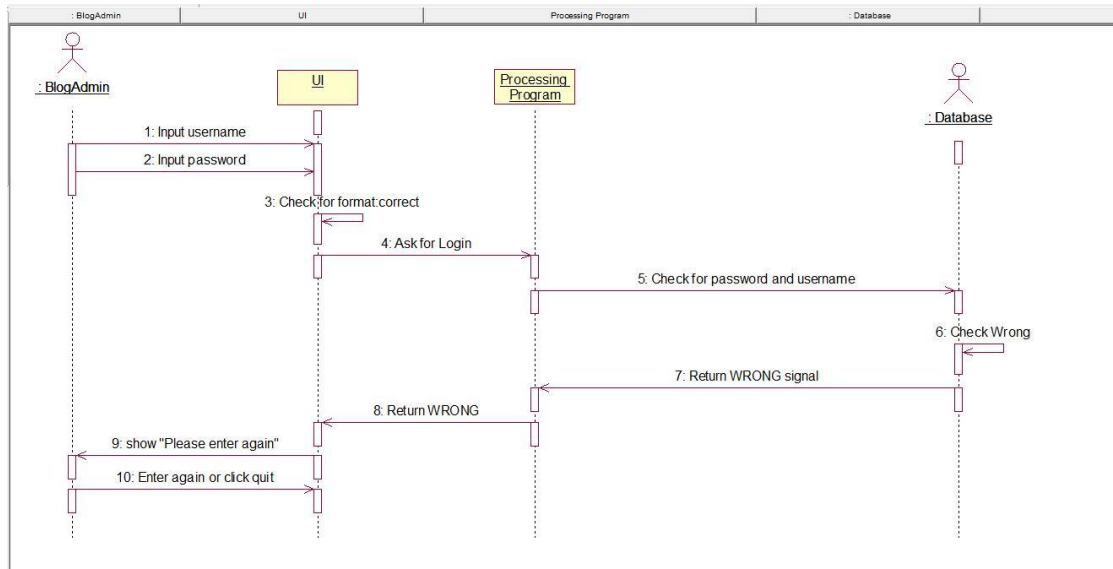 : BlogAdmin
UI
Processing Program
: Database
: BlogAdmin
UI
Processing
Program
: Database
1: Input username
2: Input password
3: Check for format:correct
4: Ask for Login
5: Check for password and username
6: Check Wrong
7: Return WRONG signal
8: Return WRONG
9: show "Please enter again"
10: Enter again or click quit